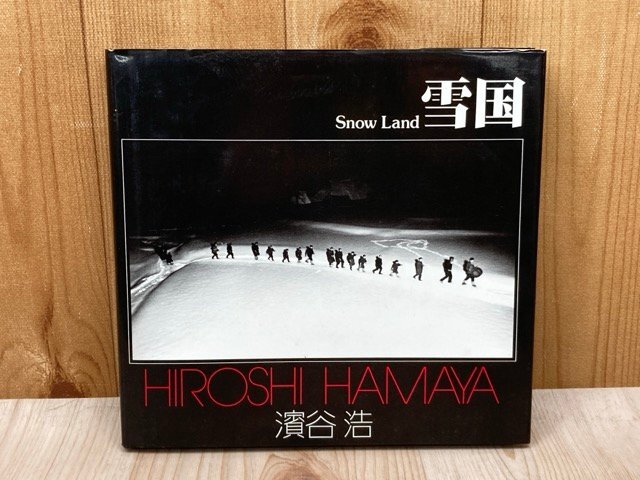 Snow Land 雪国
HIROSHI HAMAYA
濱谷 浩